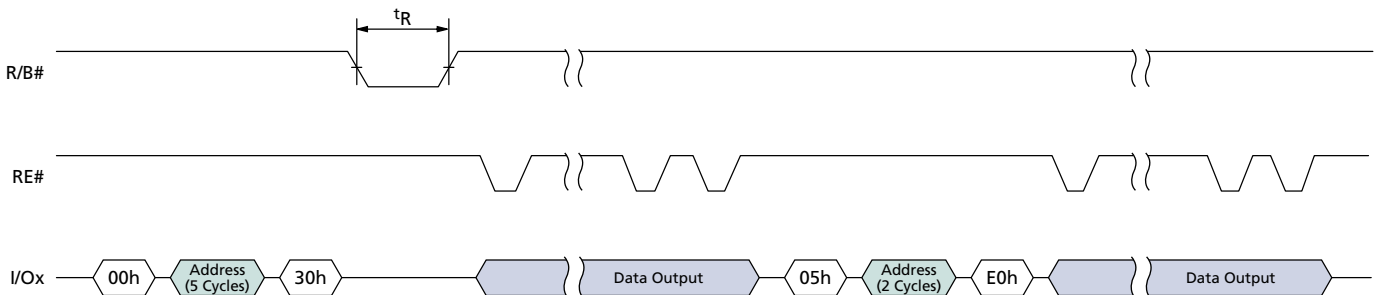 tR
R/B#
RE#
I/Ox
00h
Address
(5 Cycles)
30h
Data Output
05h
Address
(2 Cycles)
E0h
Data Output